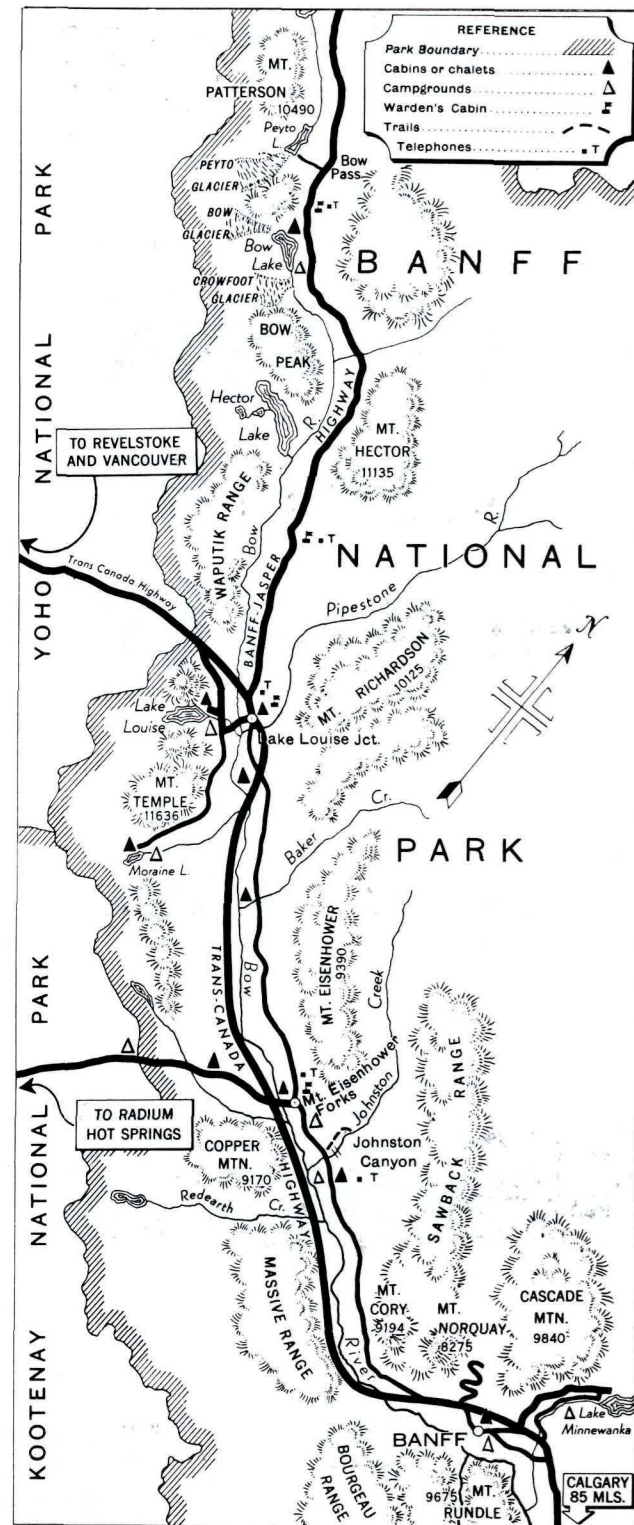 REFERENCE
Park Boundary
Cabins or chalets
Campgrounds
Warden's Cabin
Trails
Telephones T
MT.
PATTERSON
10490
Peyto
L.
PEYTO
GLACIER
Bow
Pass
T
BOW
GLACIER
Bow
Lake
BANFF
CROWFOOT
GLACIER
BOW
PEAK
Hector
Lake
R.
HIGHWAY
MT.
HECTOR
11135
YOHO NATIONAL PARK
TO REVELSTOKE
AND VANCOUVER
WAPUTIK RANGE
Bow
BANFF-JASPER
T
NATIONAL
Trans Canada Highway
Pipestone R.
N
MT. RICHARDSON
10125
T
Lake
Louise
Lake Louise Jct.
MT.
TEMPLE
11636
Baker Cr.
PARK
Moraine L.
MT. EISENHOWER
9390
TRANS-CANADA
Bow
Creek
T
Mt. Eisenhower
Forks
Johnston
KOOTENAY NATIONAL PARK
TO RADIUM
HOT SPRINGS
COPPER
MTN.
9170
HIGHWAY
Johnston
Canyon
T
SAWBACK RANGE
Redearth Cr.
MASSIVE RANGE
River
MT.
CORY
9194
MT.
NORQUAY
8275
CASCADE
MTN.
9840
BANFF
Lake
Minnewanka
BOURGEAU
RANGE
9675
MT.
RUNDLE
CALGARY
85 MLS.